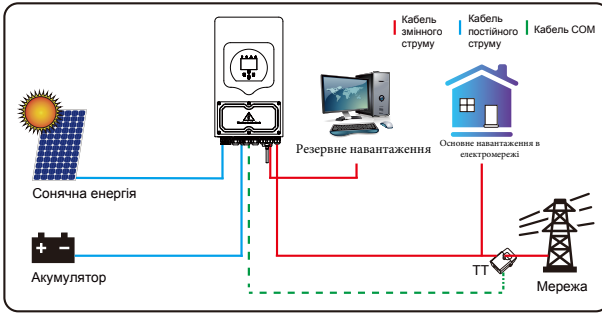 Кабель
змінного
струму
Кабель
постійного
струму
Кабель COM
Резервне навантаження
Основне навантаження в
електромережі
Сонячна енергія
Акумулятор
ТТ
Мережа